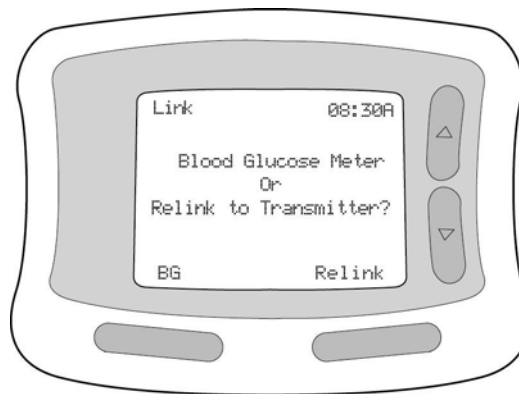 Link 08:30A
Blood Glucose Meter
Or
Relink to Transmitter?
BG Relink